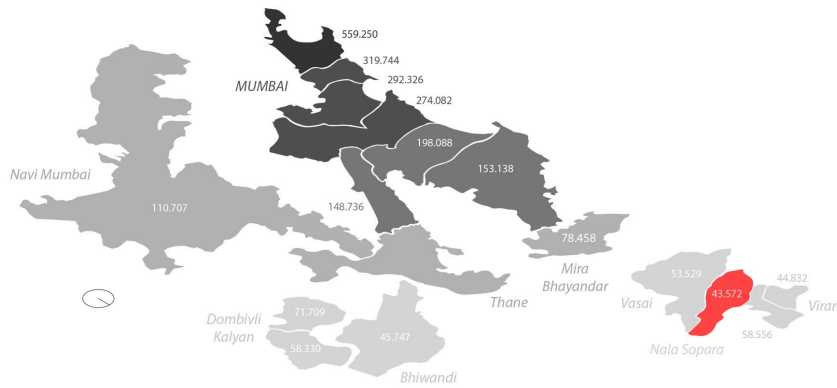 559.250
319.744
MUMBAI
292.326
274.082
198.088
153.138
Navi Mumbai
110.707
148.736
78.458
Mira
Bhayandar
Thane
53.529
44.832
43.572
Vasai
Virar
58.556
Nala Sopara
71.709
Dombivli
Kalyan
58.330
45.747
Bhiwandi